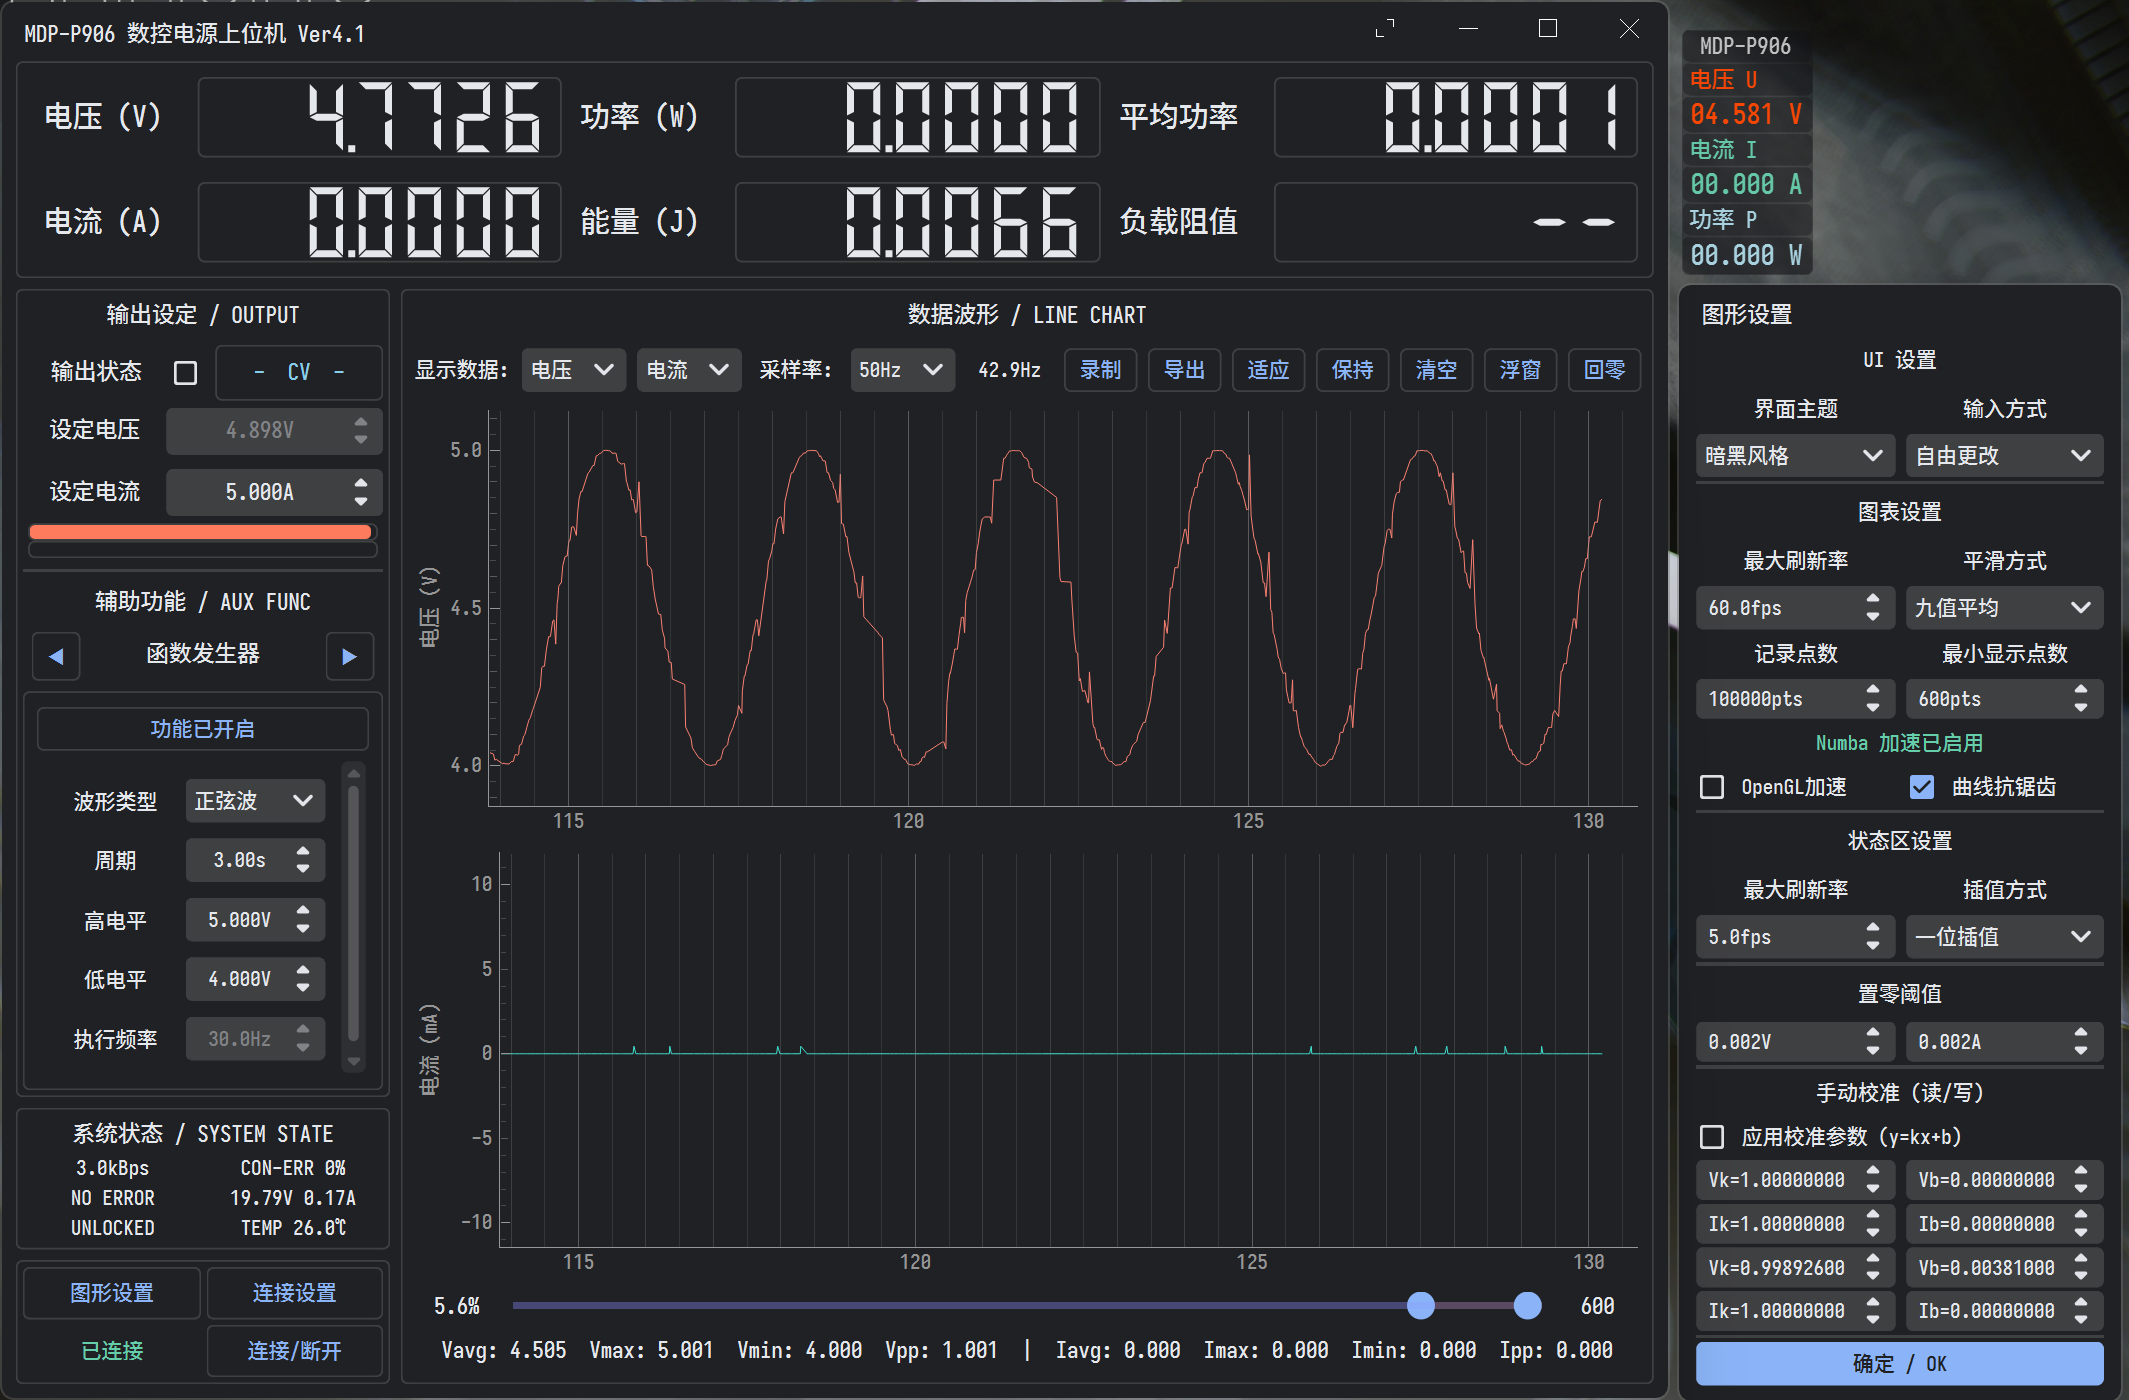 MDP-P906 数控电源上位机 Ver4.1
电压 (V) 4.7726 功率 (W) 0.0000 平均功率 0.0001
电流 (A) 0.0000 能量 (J) 0.0066 负载阻值 --
输出设定 / OUTPUT
输出状态 - CV -
设定电压 4.898V
设定电流 5.000A
辅助功能 / AUX FUNC
函数发生器
功能已开启
波形类型 正弦波
周期 3.00s
高电平 5.000V
低电平 4.000V
执行频率 30.0Hz
系统状态 / SYSTEM STATE
3.0kBps CON-ERR 0%
NO ERROR 19.79V 0.17A
UNLOCKED TEMP 26.0℃
图形设置 连接设置
已连接 连接/断开
数据波形 / LINE CHART
显示数据: 电压 电流 采样率: 50Hz 42.9Hz 录制 导出 适应 保持 清空 浮窗 回零
电压 (V)
5.0
4.5
4.0
115 120 125 130
电流 (mA)
10
5
0
-5
-10
115 120 125 130
5.6% 600
Vavg: 4.505 Vmax: 5.001 Vmin: 4.000 Vpp: 1.001 | Iavg: 0.000 Imax: 0.000 Imin: 0.000 Ipp: 0.000
MDP-P906
电压 U
04.581 V
电流 I
00.000 A
功率 P
00.000 W
图形设置
UI 设置
界面主题 输入方式
暗黑风格 自由更改
图表设置
最大刷新率 平滑方式
60.0fps 九值平均
记录点数 最小显示点数
100000pts 600pts
Numba 加速已启用
OpenGL加速 曲线抗锯齿
状态区设置
最大刷新率 插值方式
5.0fps 一位插值
置零阈值
0.002V 0.002A
手动校准 (读/写)
应用校准参数 (y=kx+b)
Vk=1.00000000 Vb=0.00000000
Ik=1.00000000 Ib=0.00000000
Vk=0.99892600 Vb=0.00381000
Ik=1.00000000 Ib=0.00000000
确定 / OK